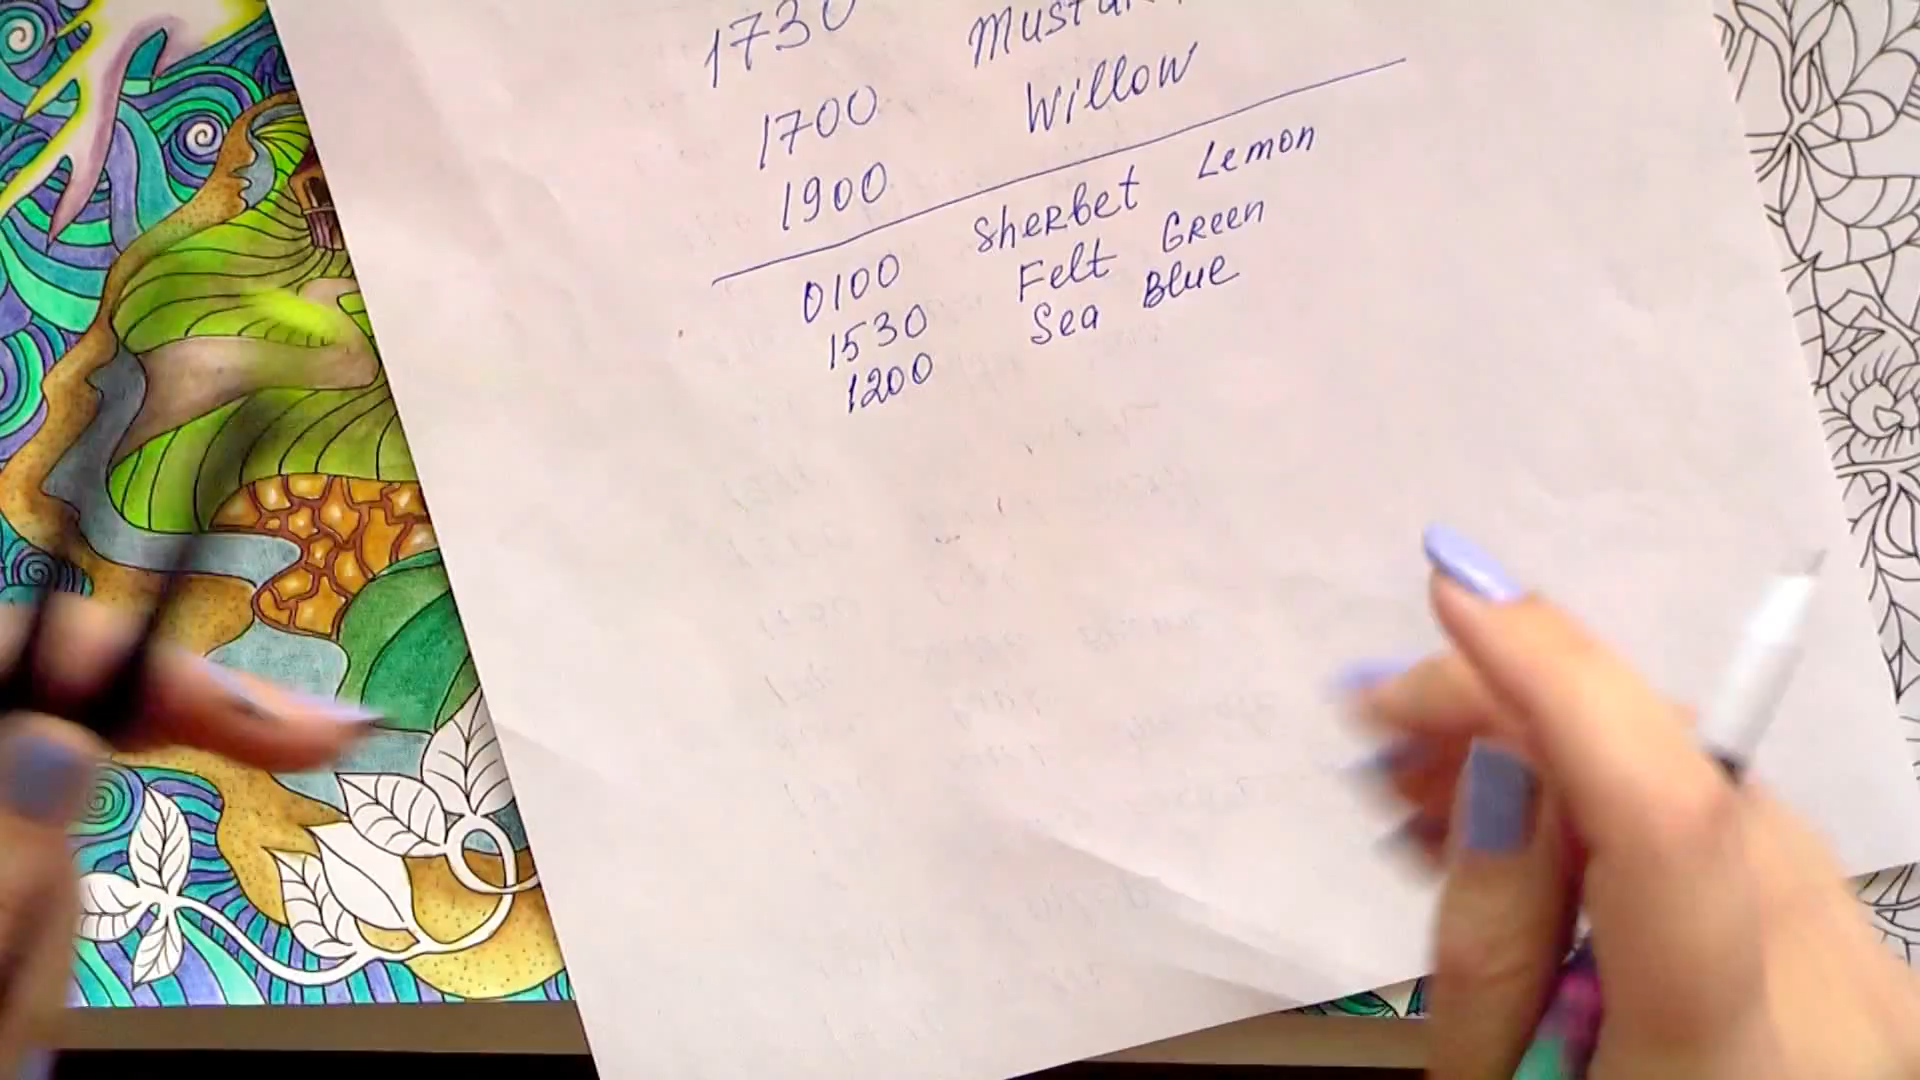 1730
1700
1900 Willow
0100 Sherbet Lemon
1530 Felt Green
1200 Sea Blue